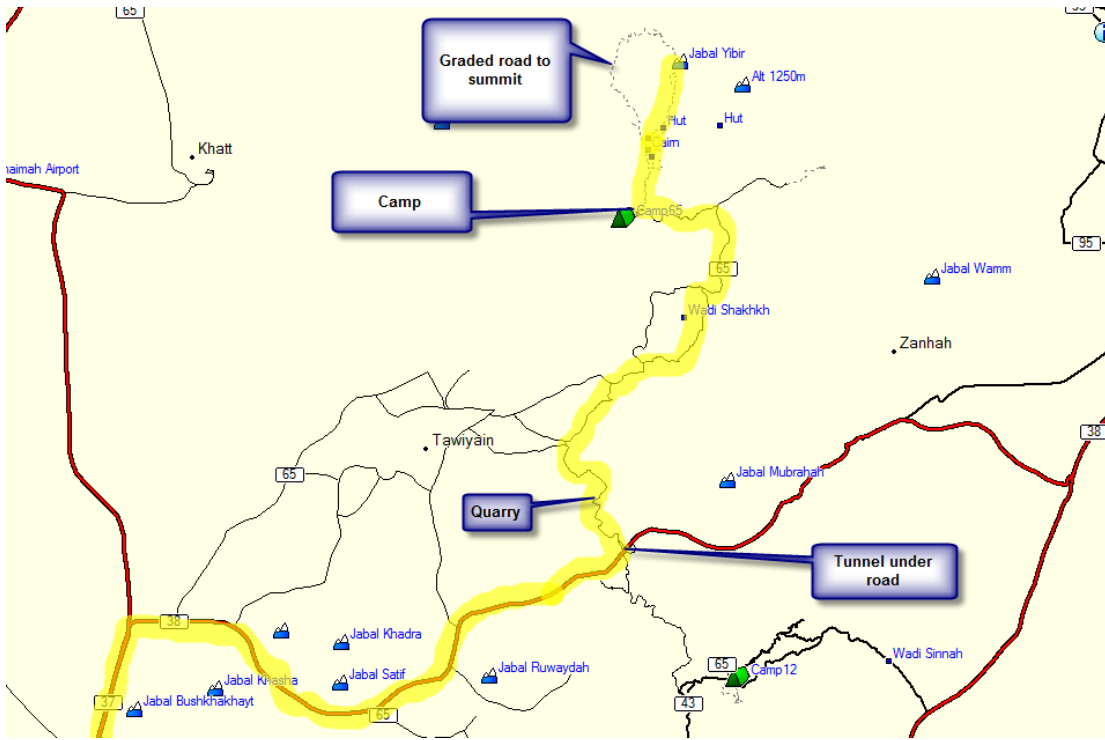 65
55
Graded road to
summit
Jabal Yibir
Alt 1250m
Hut
Hut
Cairn
Khatt
haimah Airport
Camp
Camp65
95
65
Jabal Wamm
Wadi Shakhkh
Zanhah
Tawiyain
38
65
Jabal Mubrahah
Quarry
Tunnel under
road
38
Jabal Khadra
Jabal Ruwaydah
Jabal Satif
Jabal Khasha
Jabal Bushkhakhayt
37
65
65
Camp12
Wadi Sinnah
43